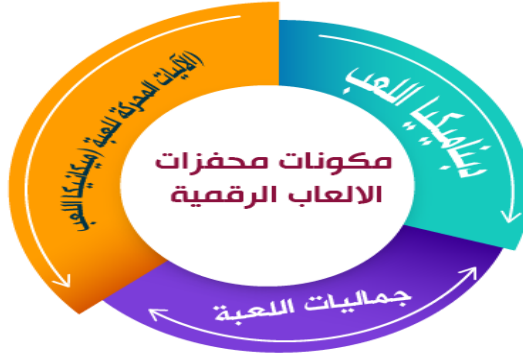 مكونات محفزات
الالعاب الرقمية
ديناميكيا اللعب
جماليات اللعبة
(الآليات المحركة للعبة (ميكانيكا اللعب